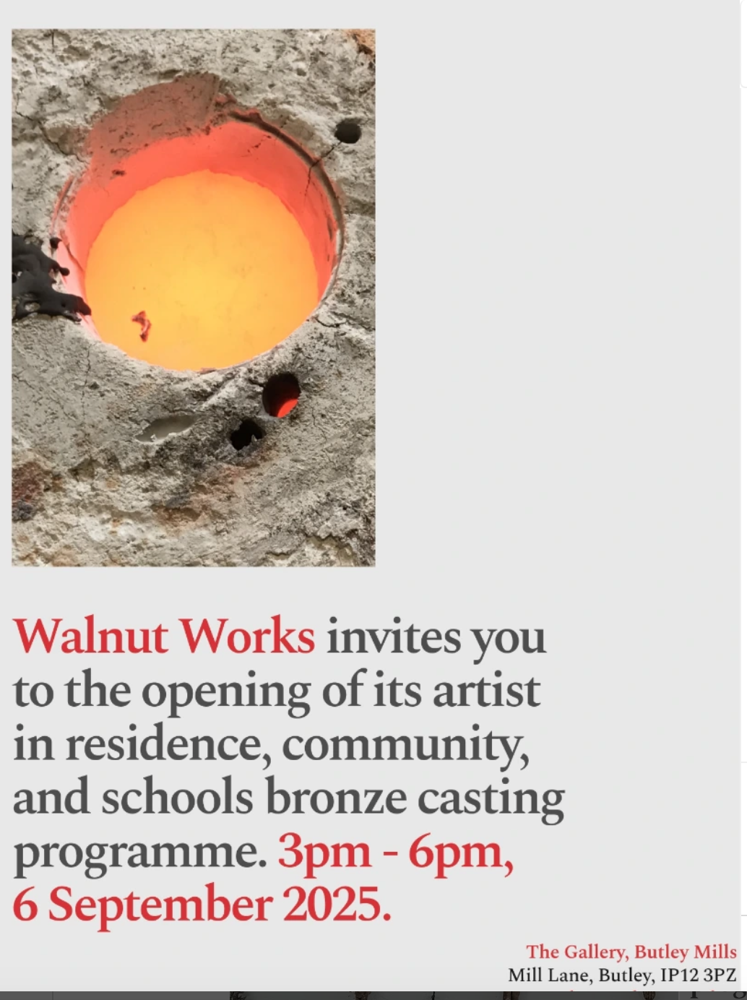 Walnut Works invites you
to the opening of its artist
in residence, community,
and schools bronze casting
programme. 3pm - 6pm,
6 September 2025.
The Gallery, Butley Mills
Mill Lane, Butley, IP12 3PZ